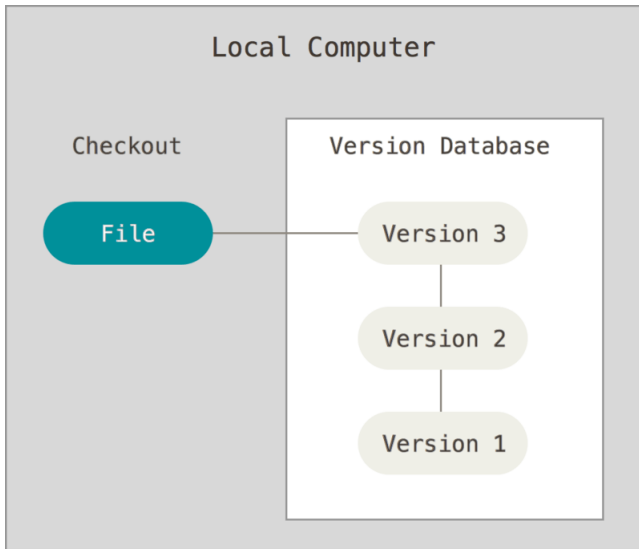 Local Computer
Checkout
Version Database
File
Version 3
Version 2
Version 1